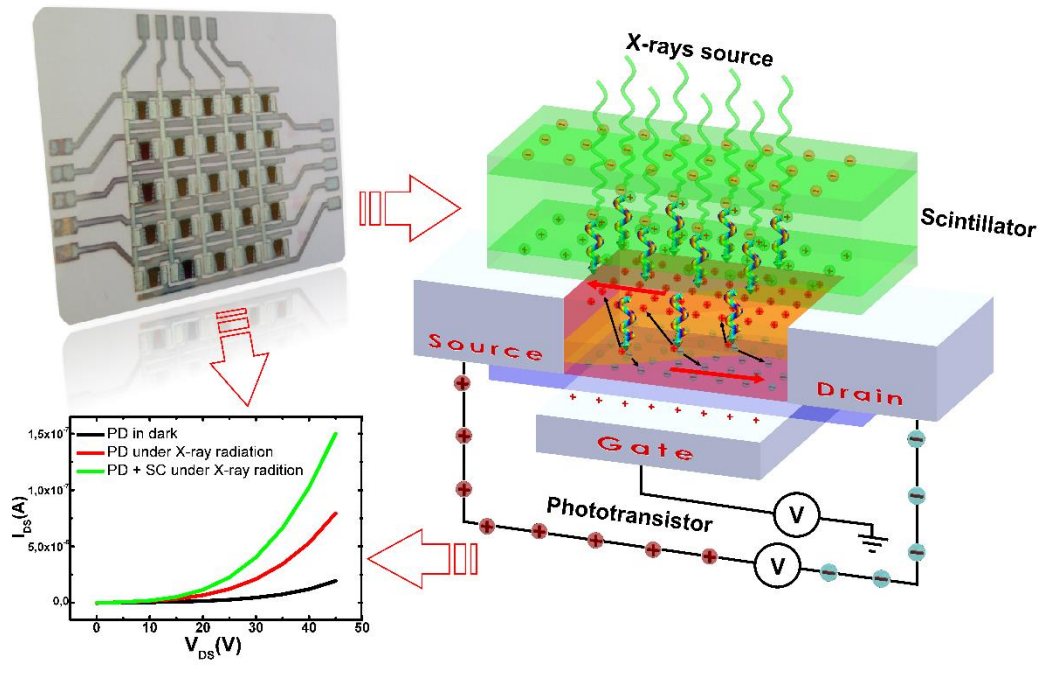 X-rays source
Scintillator
Source
Drain
Gate
Phototransistor
V
V
PD in dark
PD under X-ray radiation
PD + SC under X-ray radition
1,5x10⁻⁷
1,0x10⁻⁷
5,0x10⁻⁸
0,0
I_DS(A)
0 10 20 30 40 50
V_DS(V)